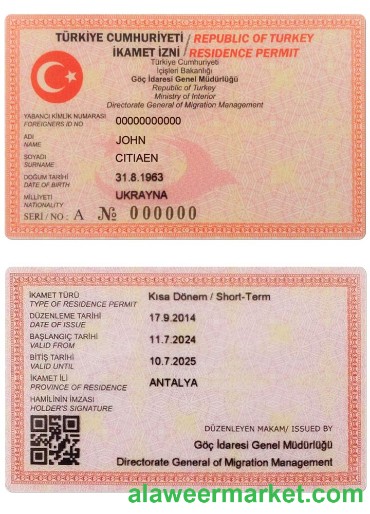 TÜRKİYE CUMHURİYETİ / REPUBLIC OF TURKEY
İKAMET İZNİ / RESIDENCE PERMIT
Türkiye Cumhuriyeti
İçişleri Bakanlığı
Göç İdaresi Genel Müdürlüğü
Republic of Turkey
Ministry of Interior
Directorate General of Migration Management
YABANCI KİMLİK NUMARASI
FOREIGNERS ID NO
00000000000
ADI
NAME
JOHN
SOYADI
SURNAME
CITIAEN
DOĞUM TARİHİ
DATE OF BIRTH
31.8.1963
MİLLİYETİ
NATIONALITY
UKRAYNA
SERİ / NO: A № 000000
İKAMET TÜRÜ
TYPE OF RESIDENCE PERMIT
Kısa Dönem / Short-Term
DÜZENLEME TARİHİ
DATE OF ISSUE
17.9.2014
BAŞLANGIÇ TARİHİ
VALID FROM
11.7.2024
BİTİŞ TARİHİ
VALID UNTIL
10.7.2025
İKAMET İLİ
PROVINCE OF RESIDENCE
ANTALYA
HAMİLİNİN İMZASI
HOLDER'S SIGNATURE
DÜZENLEYEN MAKAM/ ISSUED BY
Göç İdaresi Genel Müdürlüğü
Directorate General of Migration Management
alaweermarket.com